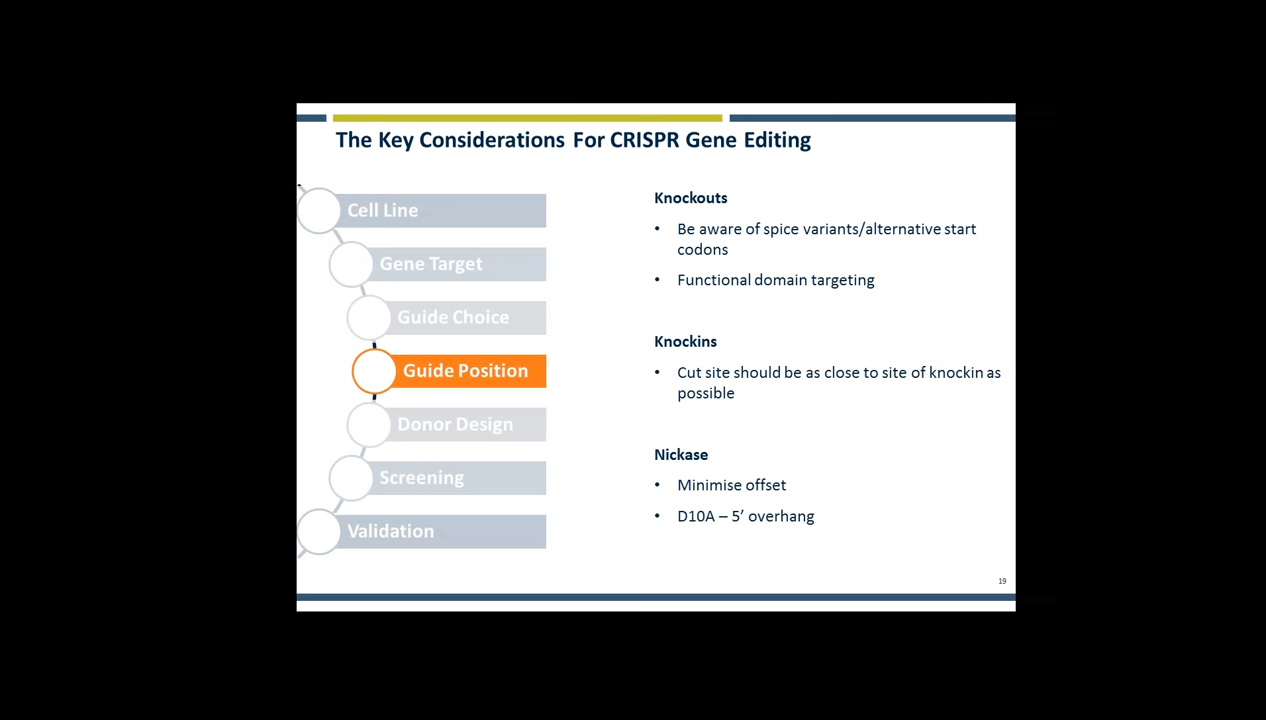 The Key Considerations For CRISPR Gene Editing
Cell Line
Gene Target
Guide Choice
Guide Position
Donor Design
Screening
Validation
Knockouts
• Be aware of spice variants/alternative start
codons
• Functional domain targeting
Knockins
• Cut site should be as close to site of knockin as
possible
Nickase
• Minimise offset
• D10A – 5’ overhang
19